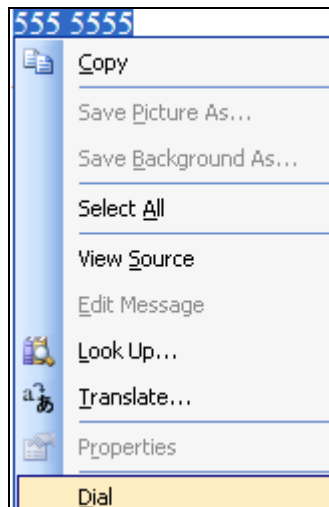 555 5555
Copy
Save Picture As...
Save Background As...
Select All
View Source
Edit Message
Look Up...
Translate...
Properties
Dial